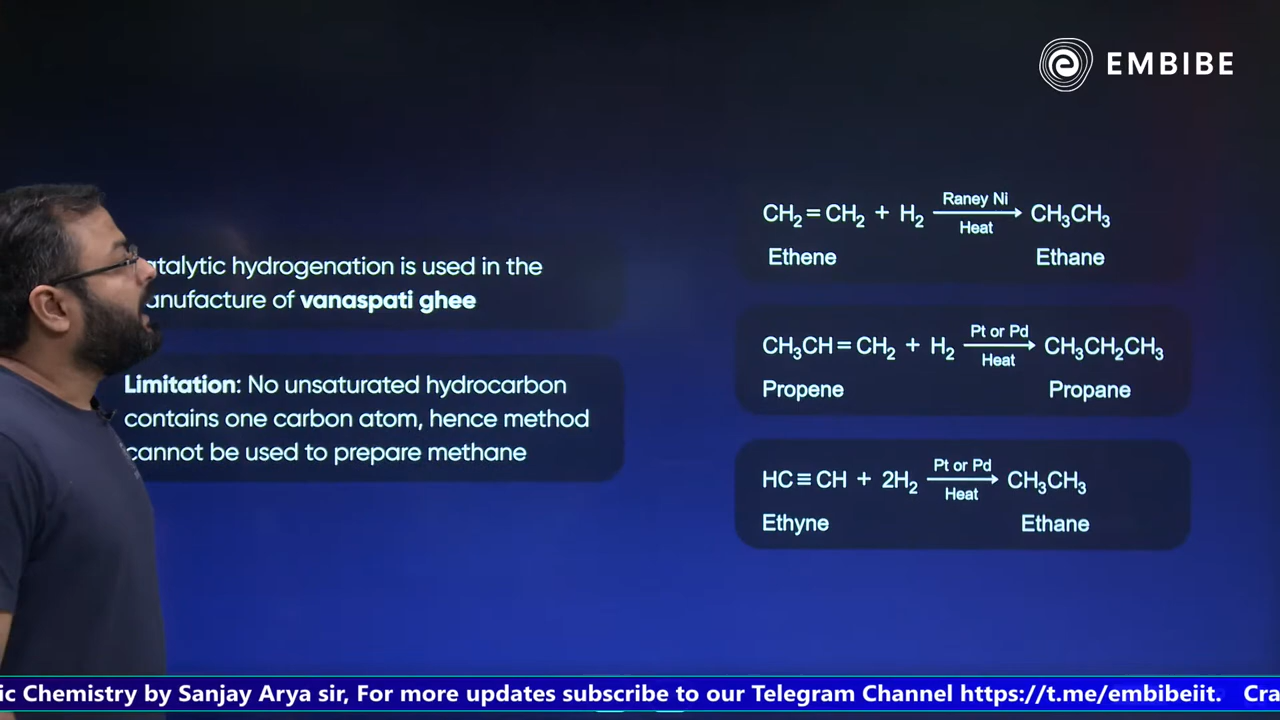 EMBIBE
atalytic hydrogenation is used in the
anufacture of vanaspati ghee
Limitation: No unsaturated hydrocarbon
contains one carbon atom, hence method
cannot be used to prepare methane
CH₂=CH₂ + H₂ Raney Ni Heat CH₃CH₃
Ethene Ethane
CH₃CH=CH₂ + H₂ Pt or Pd Heat CH₃CH₂CH₃
Propene Propane
HC≡CH + 2H₂ Pt or Pd Heat CH₃CH₃
Ethyne Ethane
ic Chemistry by Sanjay Arya sir, For more updates subscribe to our Telegram Channel https://t.me/embibeiit. Cra